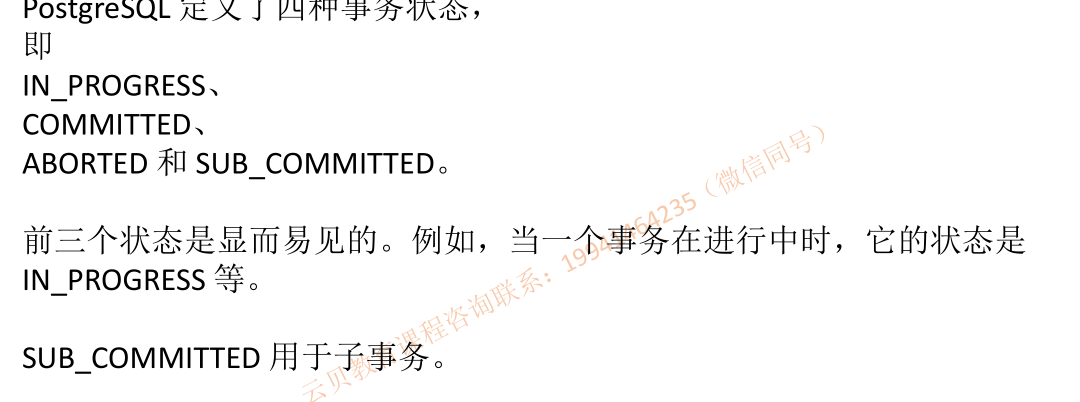 PostgreSQL 定义了四种事务状态，
即
IN_PROGRESS、
COMMITTED、
ABORTED 和 SUB_COMMITTED。
前三个状态是显而易见的。例如，当一个事务在进行中时，它的状态是
IN_PROGRESS 等。
SUB_COMMITTED 用于子事务。
云贝教育课程咨询联系：（微信同号）